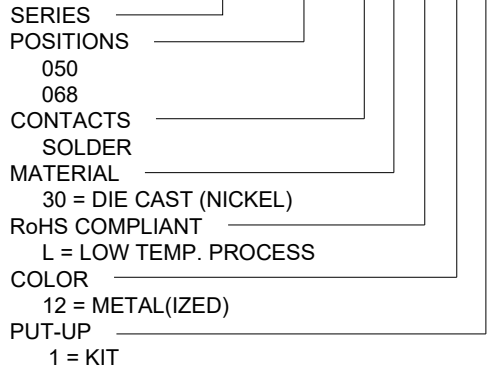 SERIES
POSITIONS
050
068
CONTACTS
SOLDER
MATERIAL
30 = DIE CAST (NICKEL)
RoHS COMPLIANT
L = LOW TEMP. PROCESS
COLOR
12 = METAL(IZED)
PUT-UP
1 = KIT